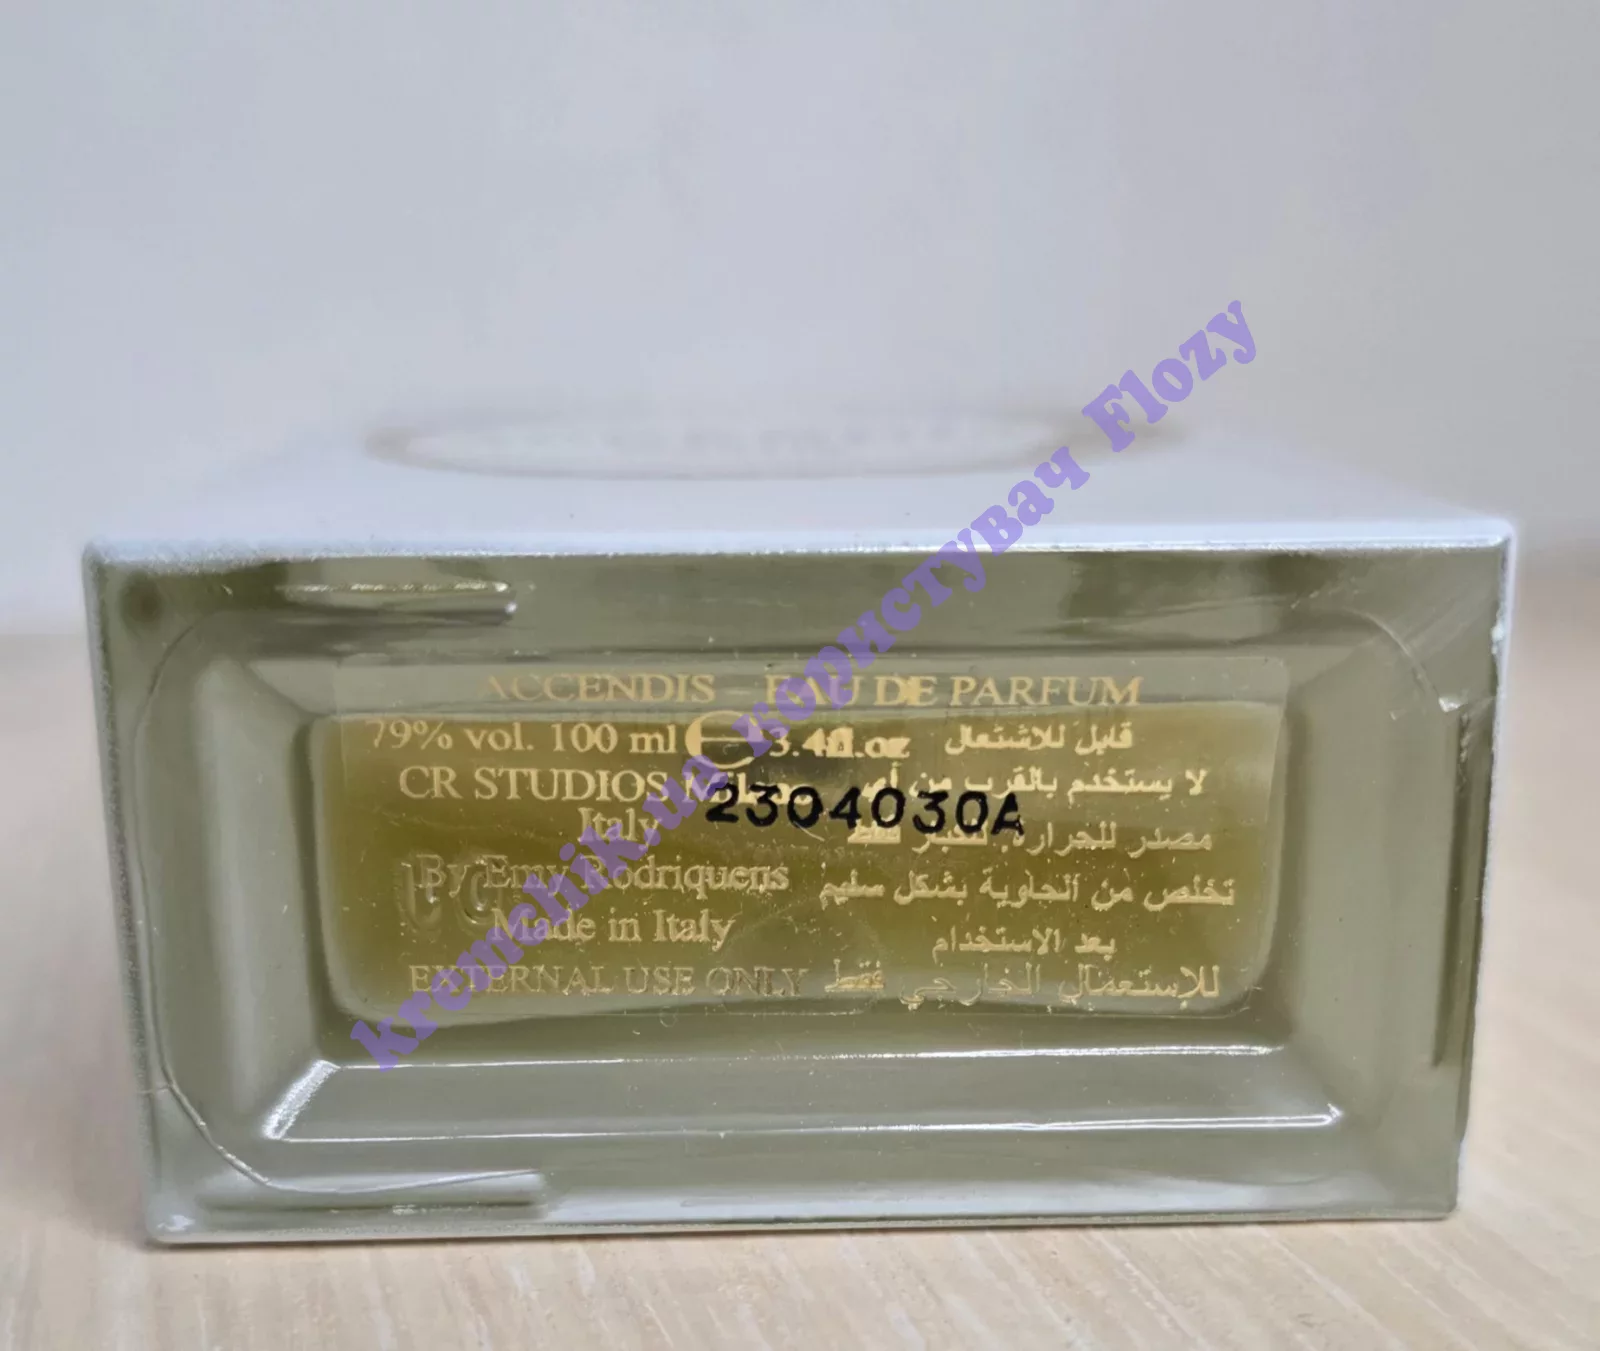 ACCENDIS - EAU DE PARFUM
79% vol. 100 ml e 3.4fl.oz
قابل للاشتعال
CR STUDIOS Milano
لا يستخدم بالقرب من أي
2304030A
Italy
مصدر للحرارة.
فقط
By Emy Rodriquens
تخلص من الحاوية بشكل سليم
Made in Italy
بعد الاستخدام
EXTERNAL USE ONLY
للاستعمال الخارجي فقط
kremchik.ua користувач Flozy